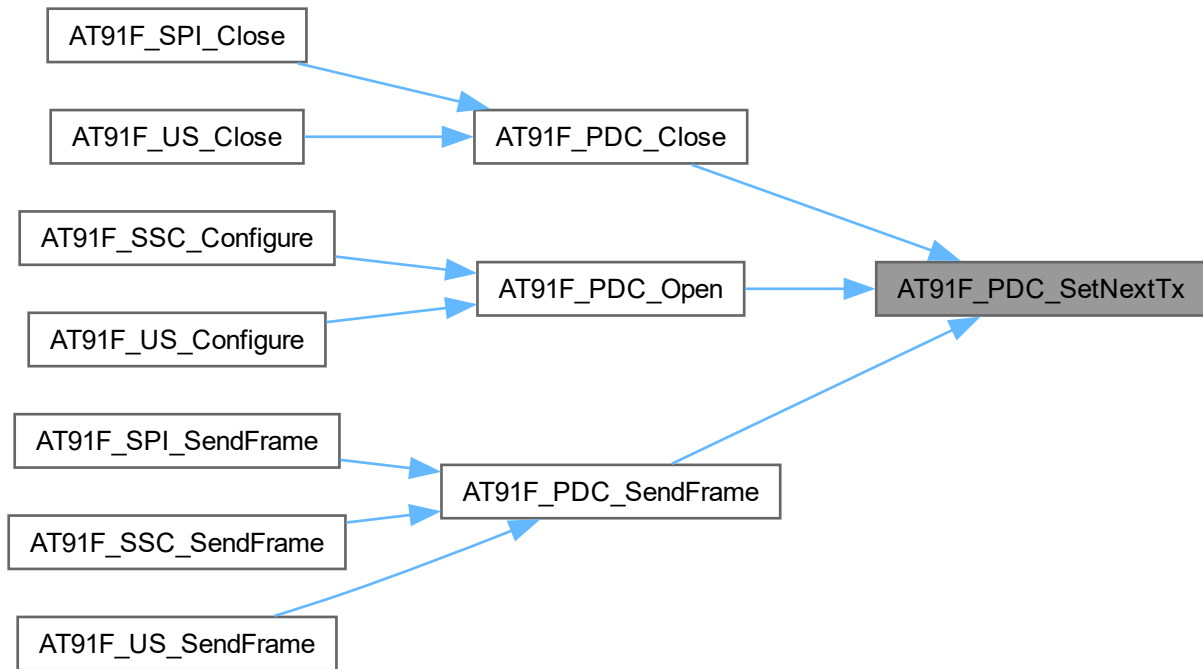 AT91F_SPI_Close
AT91F_US_Close
AT91F_PDC_Close
AT91F_SSC_Configure
AT91F_US_Configure
AT91F_PDC_Open
AT91F_PDC_SetNextTx
AT91F_SPI_SendFrame
AT91F_PDC_SendFrame
AT91F_SSC_SendFrame
AT91F_US_SendFrame